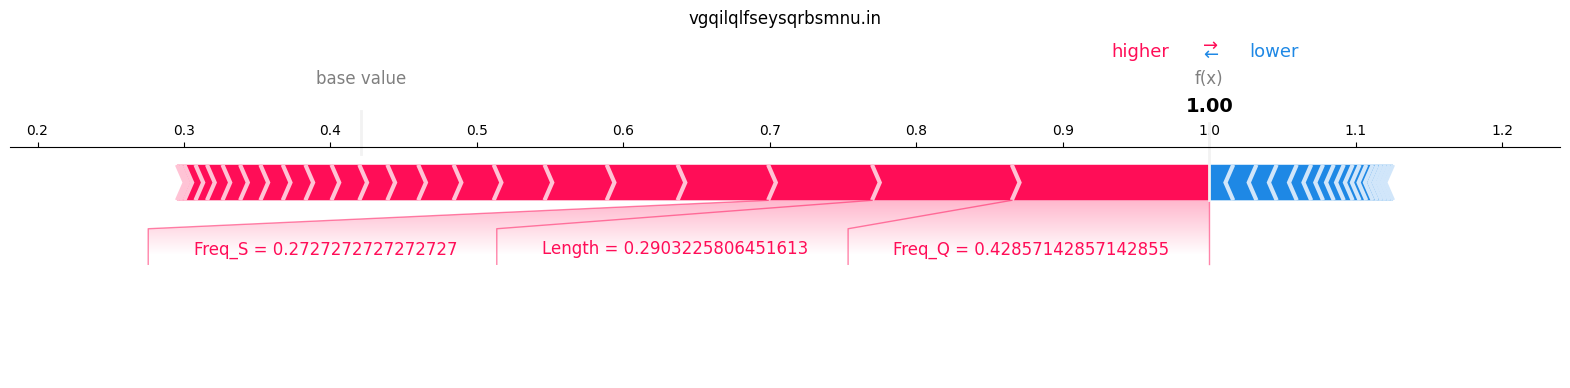 vgqilqlfseysqrbsmnu.in
higher ⇄ lower
base value f(x)
1.00
0.2 0.3 0.4 0.5 0.6 0.7 0.8 0.9 1.0 1.1 1.2
Freq_S = 0.2727272727272727 Length = 0.2903225806451613 Freq_Q = 0.42857142857142855